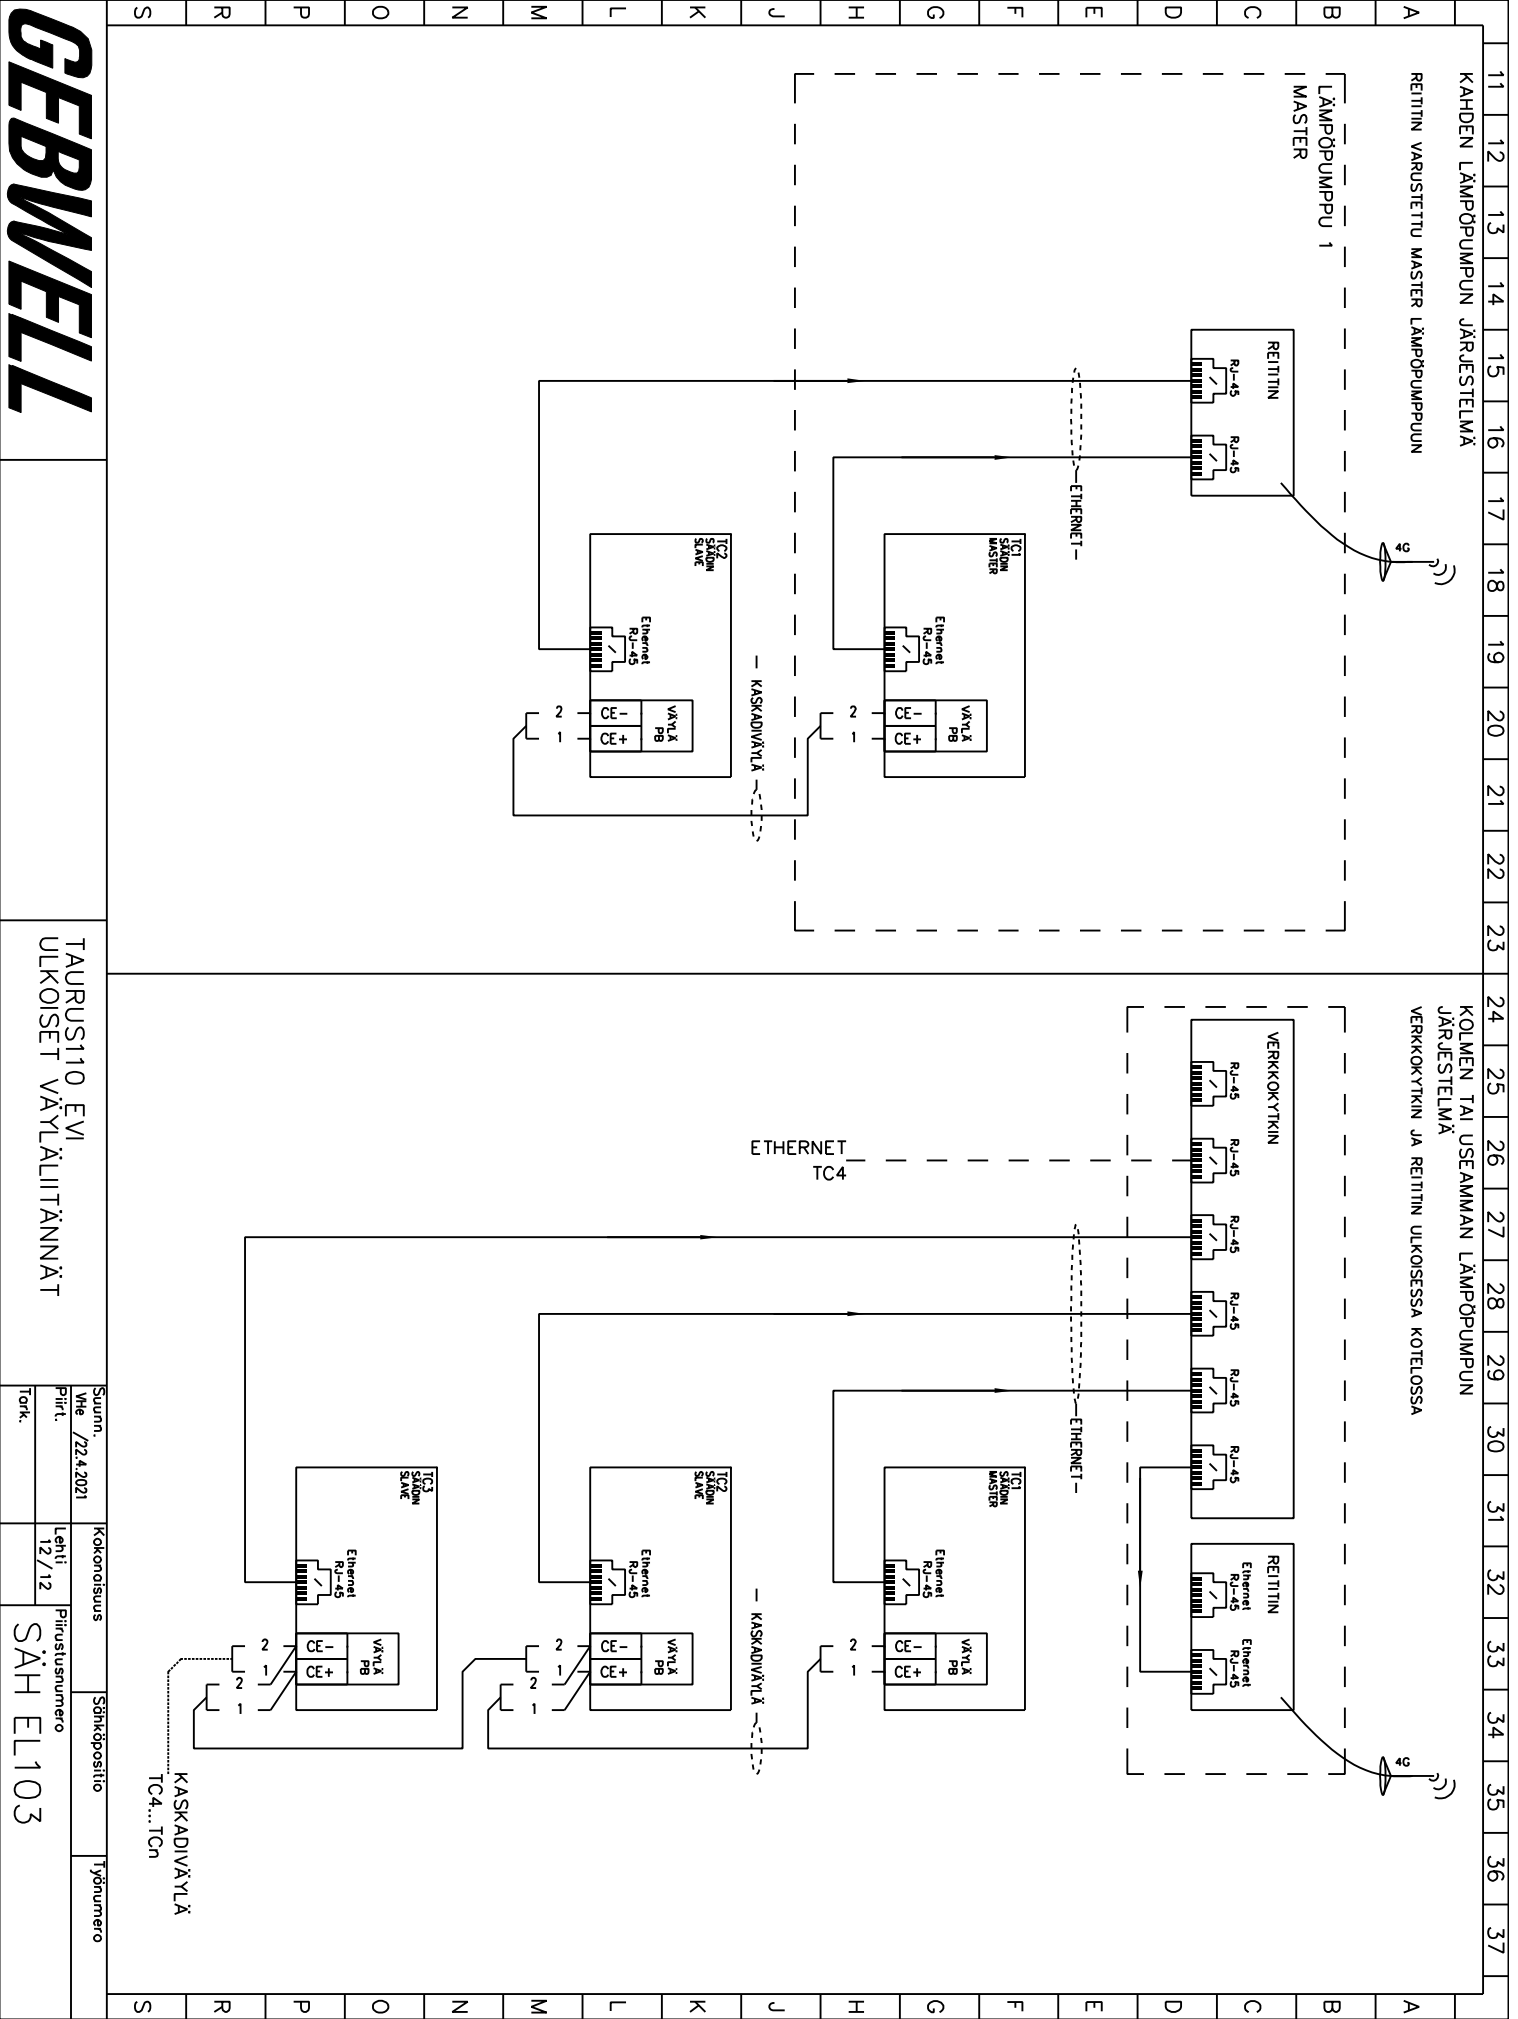 11 12 13 14 15 16 17 18 19 20 21 22 23 24 25 26 27 28 29 30 31 32 33 34 35 36 37
A
B
C
D
E
F
G
H
J
K
L
M
N
O
P
R
S
KAHDEN LÄMPÖPUMPUN JÄRJESTELMÄ
REITITIN VARUSTETTU MASTER LÄMPÖPUMPPUUN
LÄMPÖPUMPPU 1
MASTER
REITITIN
RJ-45
RJ-45
4G
ETHERNET
TC1
SÄÄDIN
MASTER
Ethernet
RJ-45
VÄYLÄ
PB
CE-
CE+
2
1
KASKADIVÄYLÄ
TC2
SÄÄDIN
SLAVE
Ethernet
RJ-45
VÄYLÄ
PB
CE-
CE+
2
1
KOLMEN TAI USEAMMAN LÄMPÖPUMPUN
JÄRJESTELMÄ
VERKKOKYTKIN JA REITITIN ULKOISESSA KOTELOSSA
VERKKOKYTKIN
RJ-45
RJ-45
RJ-45
RJ-45
RJ-45
RJ-45
REITITIN
Ethernet
RJ-45
Ethernet
RJ-45
4G
ETHERNET
TC4
ETHERNET
TC1
SÄÄDIN
MASTER
Ethernet
RJ-45
VÄYLÄ
PB
CE-
CE+
2
1
KASKADIVÄYLÄ
TC2
SÄÄDIN
SLAVE
Ethernet
RJ-45
VÄYLÄ
PB
CE-
CE+
2
1
2
1
TC3
SÄÄDIN
SLAVE
Ethernet
RJ-45
VÄYLÄ
PB
CE-
CE+
2
1
2
1
KASKADIVÄYLÄ
TC4...TCn
A
B
C
D
E
F
G
H
J
K
L
M
N
O
P
R
S
GEBWELL
TAURUS110 EVI
ULKOISET VÄYLÄLIITÄNNÄT
Suunn.
VHe /22.4.2021
Piirt.
Tark.
Kokonaisuus
Sähköpositio
Työnumero
Lehti
12/12
Piirustusnumero
SÄH EL103